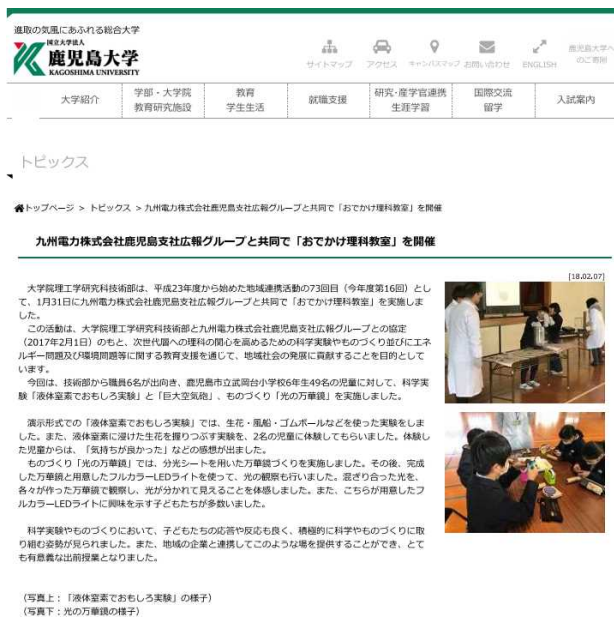 進取の気風にあふれる総合大学
国立大学法人
鹿児島大学
KAGOSHIMA UNIVERSITY
サイトマップ
アクセス
キャンパスマップ
お問い合わせ
ENGLISH
鹿児島大学へ
のご寄附
大学紹介
学部・大学院
教育研究施設
教育
学生生活
就職支援
研究・産学官連携
生涯学習
国際交流
留学
入試案内
トピックス
トップページ > トピックス > 九州電力株式会社鹿児島支社広報グループと共同で「おでかけ理科教室」を開催
九州電力株式会社鹿児島支社広報グループと共同で「おでかけ理科教室」を開催
[18.02.07]
大学院理工学研究科技術部は、平成23年度から始めた地域連携活動の73回目（今年度第16回）とし
て、1月31日に九州電力株式会社鹿児島支社広報グループと共同で「おでかけ理科教室」を実施しま
した。
この活動は、大学院理工学研究科技術部と九州電力株式会社鹿児島支社広報グループとの協定
（2017年2月1日）のもと、次世代層への理科の関心を高めるための科学実験やものづくり並びにエネ
ルギー問題及び環境問題等に関する教育支援を通じて、地域社会の発展に貢献することを目的として
います。
今回は、技術部から職員6名が出向き、鹿児島市立武岡台小学校6年生49名の児童に対して、科学実
験「液体窒素でおもしろ実験」と「巨大空気砲」、ものづくり「光の万華鏡」を実施しました。
演示形式での「液体窒素でおもしろ実験」では、生花・風船・ゴムボールなどを使った実験をしま
した。また、液体窒素に浸けた生花を握りつぶす実験を、2名の児童に体験してもらいました。体験し
た児童からは、「気持ちが良かった」などの感想が出ました。
ものづくり「光の万華鏡」では、分光シートを用いた万華鏡づくりを実施しました。その後、完成
した万華鏡と用意したフルカラーLEDライトを使って、光の観察も行いました。混ざり合った光を、
各々が作った万華鏡で観察し、光が分かれて見えることを体感しました。また、こちらが用意したフ
ルカラーLEDライトに興味を示す子どもたちが多数いました。
科学実験やものづくりにおいて、子どもたちの応答や反応も良く、積極的に科学やものづくりに取
り組む姿勢が見られました。また、地域の企業と連携してこのような場を提供することができ、とて
も有意義な出前授業となりました。
（写真上：「液体窒素でおもしろ実験」の様子）
（写真下：光の万華鏡の様子）